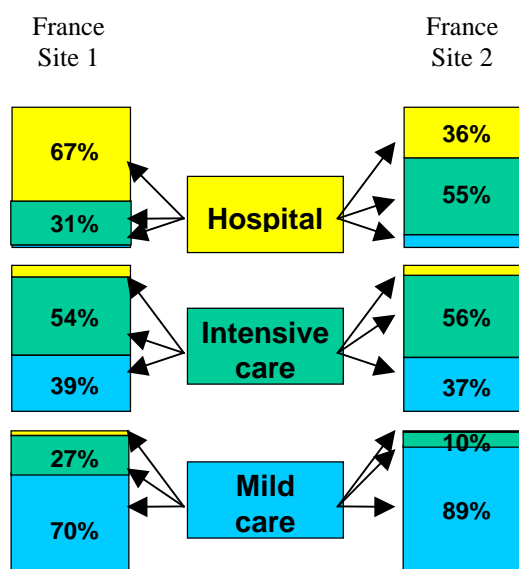 France
Site 1
France
Site 2
67%
31%
Hospital
36%
55%
54%
39%
Intensive
care
56%
37%
27%
70%
Mild
care
10%
89%